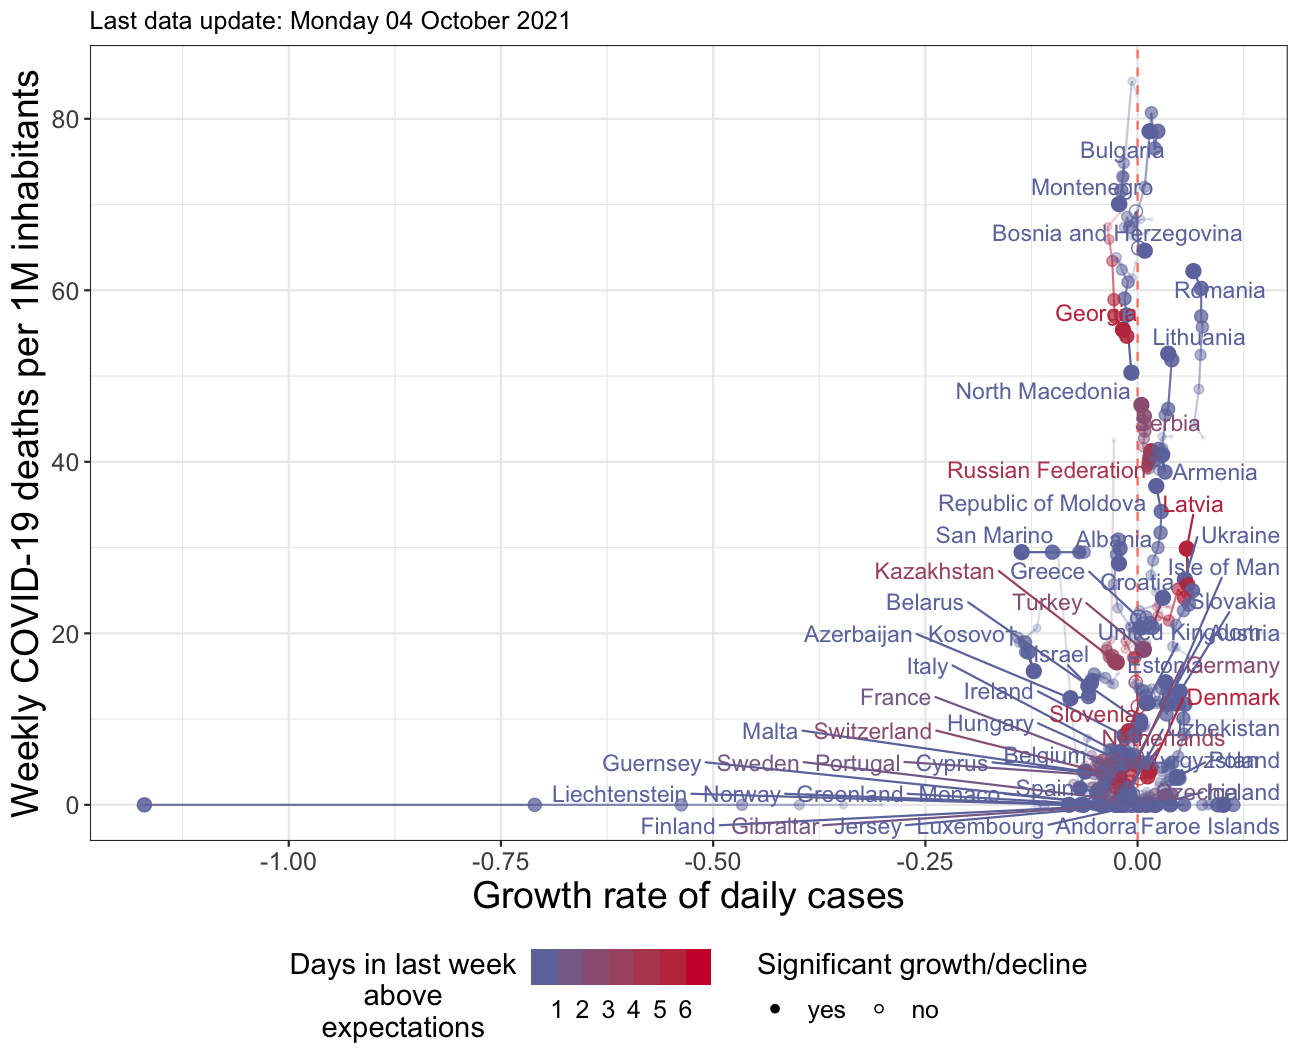 Last data update: Monday 04 October 2021
Weekly COVID-19 deaths per 1M inhabitants
80
60
40
20
0
Bulgaria
Montenegro
Bosnia and Herzegovina
Romania
Georgia
Lithuania
North Macedonia
Serbia
Russian Federation
Armenia
Republic of Moldova
Latvia
San Marino
Albania
Ukraine
Kazakhstan
Greece
Croatia
Isle of Man
Belarus
Turkey
Slovakia
Azerbaijan
Kosovo
United Kingdom
Austria
Italy
Israel
Estonia
Germany
France
Ireland
Slovenia
Denmark
Malta
Switzerland
Hungary
Netherlands
Uzbekistan
Guernsey
Sweden
Portugal
Cyprus
Belgium
Kyrgyzstan
Poland
Liechtenstein
Norway
Greenland
Monaco
Spain
Czechia
Iceland
Finland
Gibraltar
Jersey
Luxembourg
Andorra
Faroe Islands
-1.00
-0.75
-0.50
-0.25
0.00
Growth rate of daily cases
Days in last week
above
expectations
1 2 3 4 5 6
Significant growth/decline
yes
no